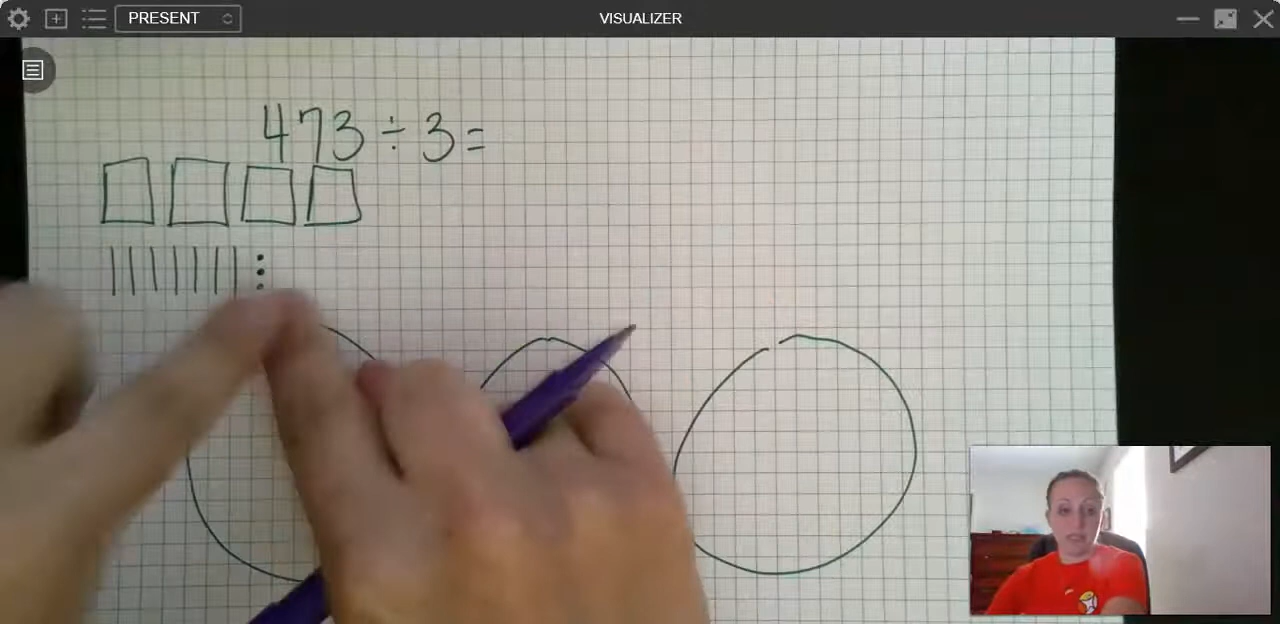 PRESENT
VISUALIZER
473 ÷ 3 =